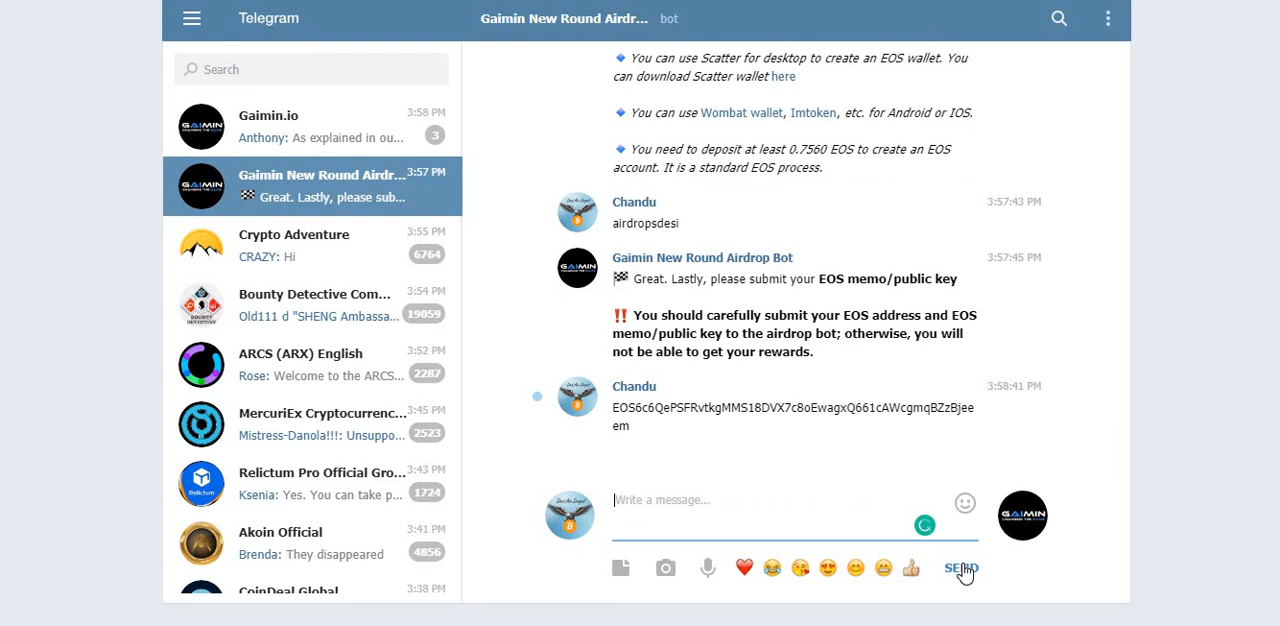 Telegram
Gaimin New Round Airdr... bot
Search
Gaimin.io 3:58 PM
Anthony: As explained in ou... 3
Gaimin New Round Airdr... 3:57 PM
Great. Lastly, please sub...
Crypto Adventure 3:55 PM
CRAZY: Hi 6764
Bounty Detective Com... 3:54 PM
Old111 d "SHENG Ambassa... 19059
ARCS (ARX) English 3:52 PM
Rose: Welcome to the ARCS... 2287
MercuriEx Cryptocurrenc... 3:45 PM
Mistress-Danola!!!: Unsuppo... 2523
Relictum Pro Official Gro... 3:43 PM
Ksenia: Yes. You can take p... 1724
Akoin Official 3:41 PM
Brenda: They disappeared 4856
CoinDeal Global 3:38 PM
You can use Scatter for desktop to create an EOS wallet. You
can download Scatter wallet here
You can use Wombat wallet, Imtoken, etc. for Android or IOS.
You need to deposit at least 0.7560 EOS to create an EOS
account. It is a standard EOS process.
Chandu 3:57:43 PM
airdropsdesi
Gaimin New Round Airdrop Bot 3:57:45 PM
Great. Lastly, please submit your EOS memo/public key
‼️ You should carefully submit your EOS address and EOS
memo/public key to the airdrop bot; otherwise, you will
not be able to get your rewards.
Chandu 3:58:41 PM
EOS6c6QePSFRvtkgMMS18DVX7c8oEwagxQ661cAWcgmqBZzBjee
em
Write a message...
GAIMIN
SEND